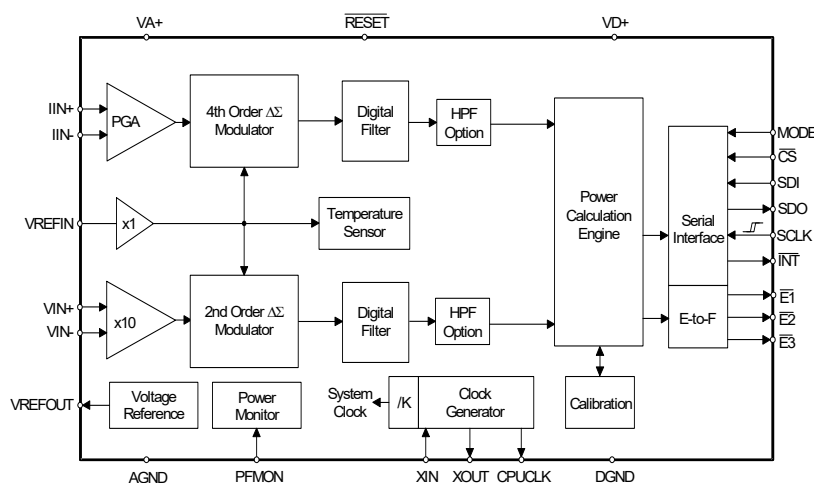 VA+
RESET
VD+
IIN+
IIN-
PGA
4th Order ΔΣ
Modulator
Digital
Filter
HPF
Option
VREFIN
x1
Temperature
Sensor
Power
Calculation
Engine
Serial
Interface
MODE
CS
SDI
SDO
SCLK
INT
VIN+
VIN-
x10
2nd Order ΔΣ
Modulator
Digital
Filter
HPF
Option
E-to-F
E1
E2
E3
VREFOUT
Voltage
Reference
Power
Monitor
System
Clock
/K
Clock
Generator
Calibration
AGND
PFMON
XIN
XOUT
CPUCLK
DGND